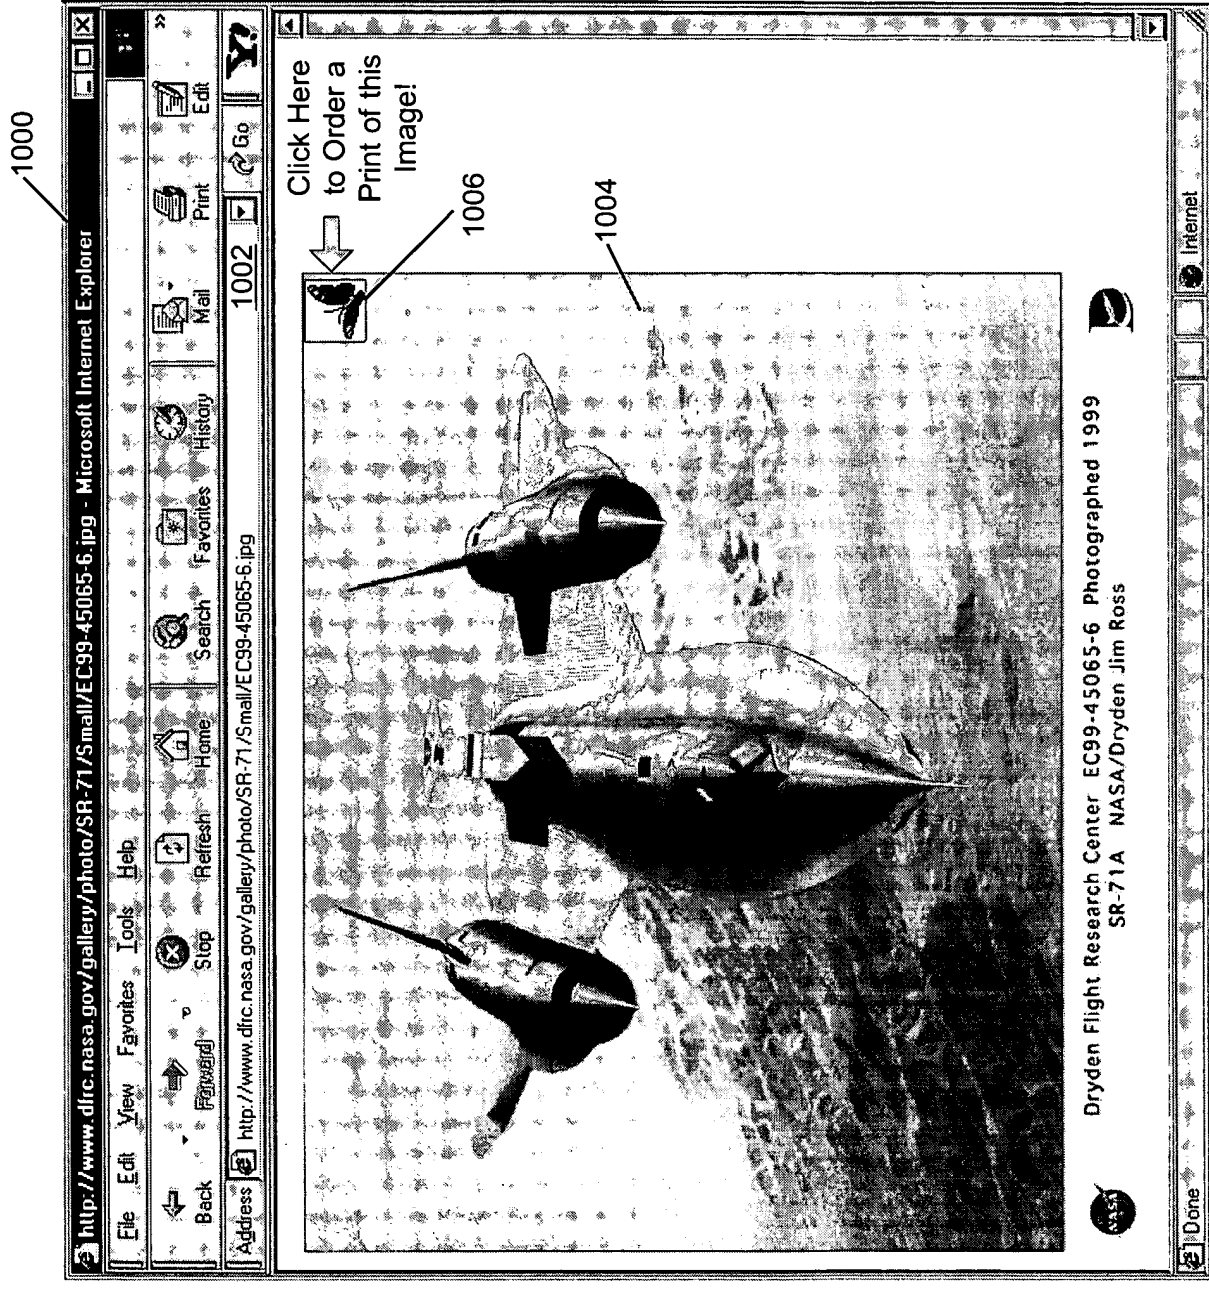 1000
http://www.dfrc.nasa.gov/gallery/photo/SR-71/Small/EC99-45065-6.jpg - Microsoft Internet Explorer
File Edit View Favorites Tools Help
Back Forward Stop Refresh Home Search Favorites History Mail Print Edit »
Address http://www.dfrc.nasa.gov/gallery/photo/SR-71/Small/EC99-45065-6.jpg 1002 Go Y!
Click Here
to Order a
Print of this
Image!
1006
1004
NASA
Dryden Flight Research Center EC99-45065-6 Photographed 1999
SR-71A NASA/Dryden Jim Ross
Done Internet